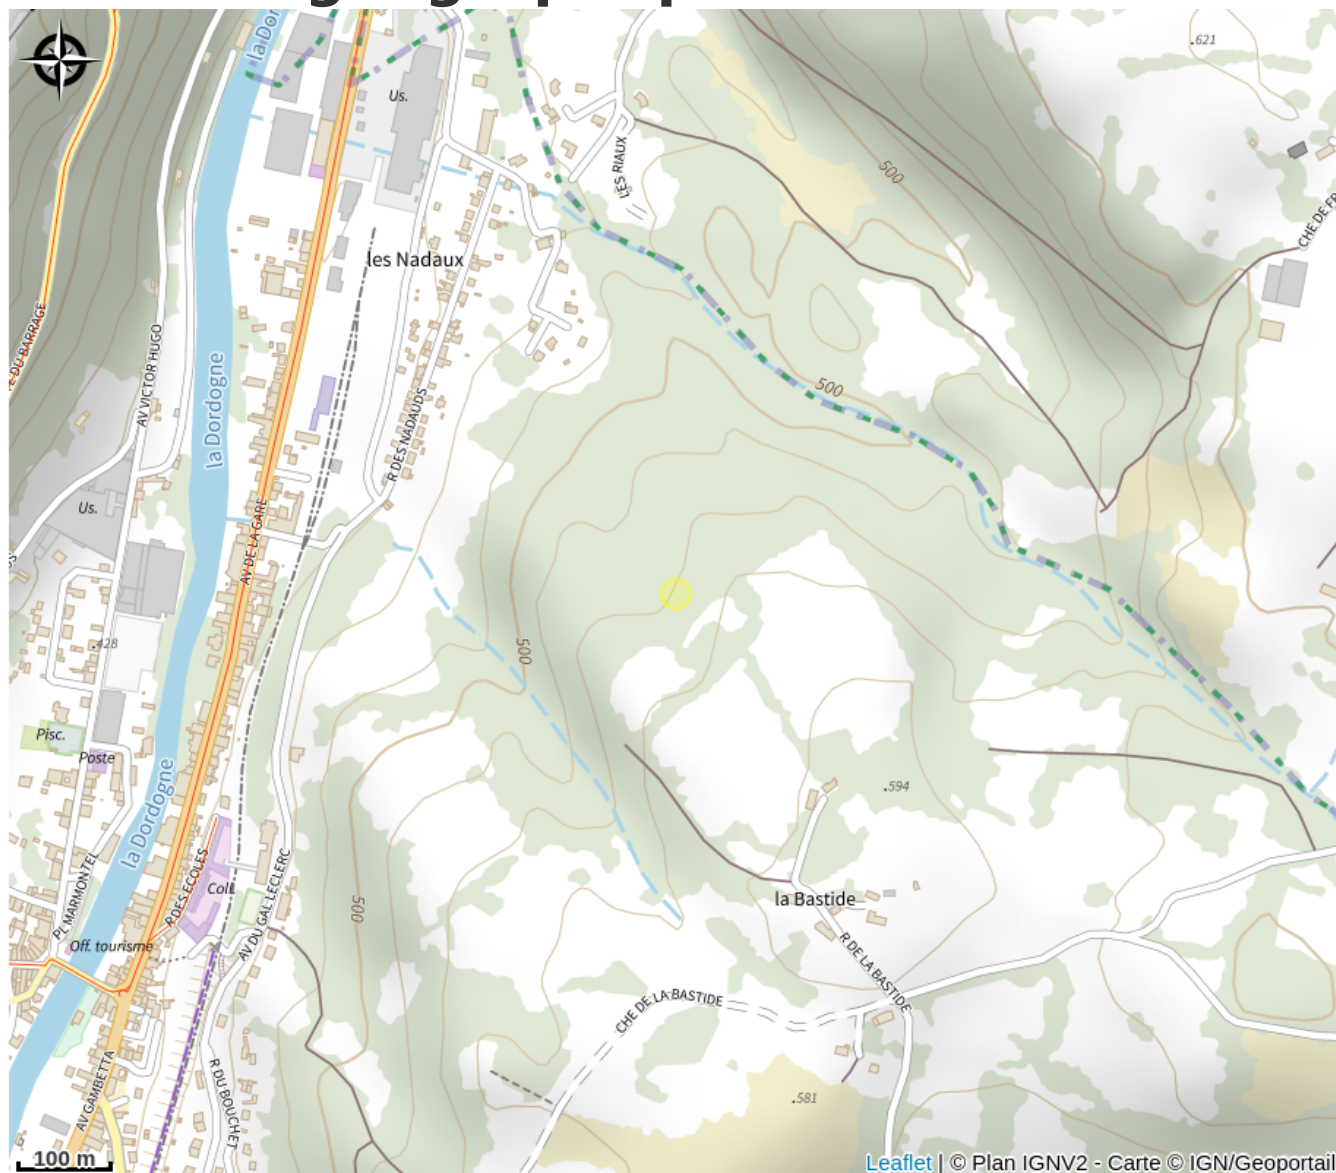 la Dor
.621
Us.
500
LES RIAUX
CHE DE FR
les Nadaux
AV VICTOR HUGO
la Dordogne
500
R DES NADAUDS
Us.
AV DE LA GARE
500
.428
Pisc.
Poste
la Dordogne
.594
R DES ECOLES
Coll.
AV DU GAL LECLERC
PL MARMONTEL
500
la Bastide
Off. tourisme
R DE LA BASTIDE
CHE DE LA BASTIDE
AV GAMBETTA
R DU BOUCHET
.581
100 m
Leaflet | © Plan IGNV2 - Carte © IGN/Geoportail